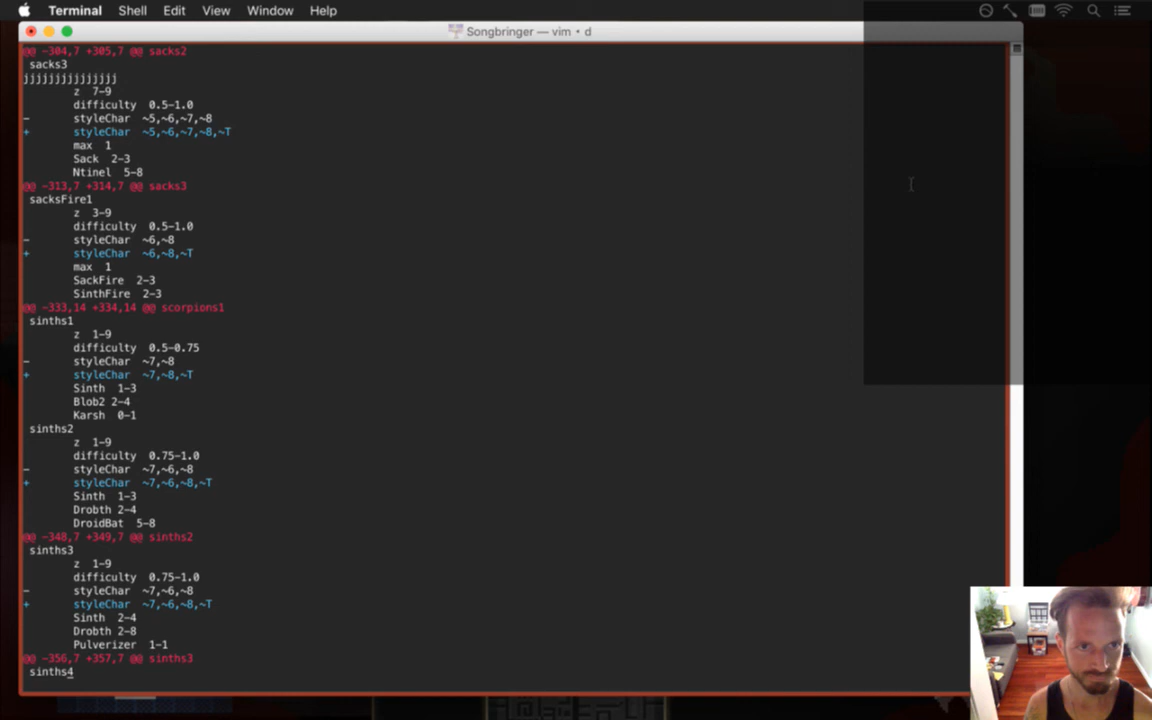 Terminal Shell Edit View Window Help
Songbringer — vim • d
@@ -304,7 +305,7 @@ sacks2
sacks3
jjjjjjjjjjjjjjj
z 7-9
difficulty 0.5-1.0
- styleChar ~5,~6,~7,~8
+ styleChar ~5,~6,~7,~8,~T
max 1
Sack 2-3
Ntinel 5-8
@@ -313,7 +314,7 @@ sacks3
sacksFire1
z 3-9
difficulty 0.5-1.0
- styleChar ~6,~8
+ styleChar ~6,~8,~T
max 1
SackFire 2-3
SinthFire 2-3
@@ -333,14 +334,14 @@ scorpions1
sinths1
z 1-9
difficulty 0.5-0.75
- styleChar ~7,~8
+ styleChar ~7,~8,~T
Sinth 1-3
Blob2 2-4
Karsh 0-1
sinths2
z 1-9
difficulty 0.75-1.0
- styleChar ~7,~6,~8
+ styleChar ~7,~6,~8,~T
Sinth 1-3
Drobth 2-4
DroidBat 5-8
@@ -348,7 +349,7 @@ sinths2
sinths3
z 1-9
difficulty 0.75-1.0
- styleChar ~7,~6,~8
+ styleChar ~7,~6,~8,~T
Sinth 2-4
Drobth 2-8
Pulverizer 1-1
@@ -356,7 +357,7 @@ sinths3
sinths4